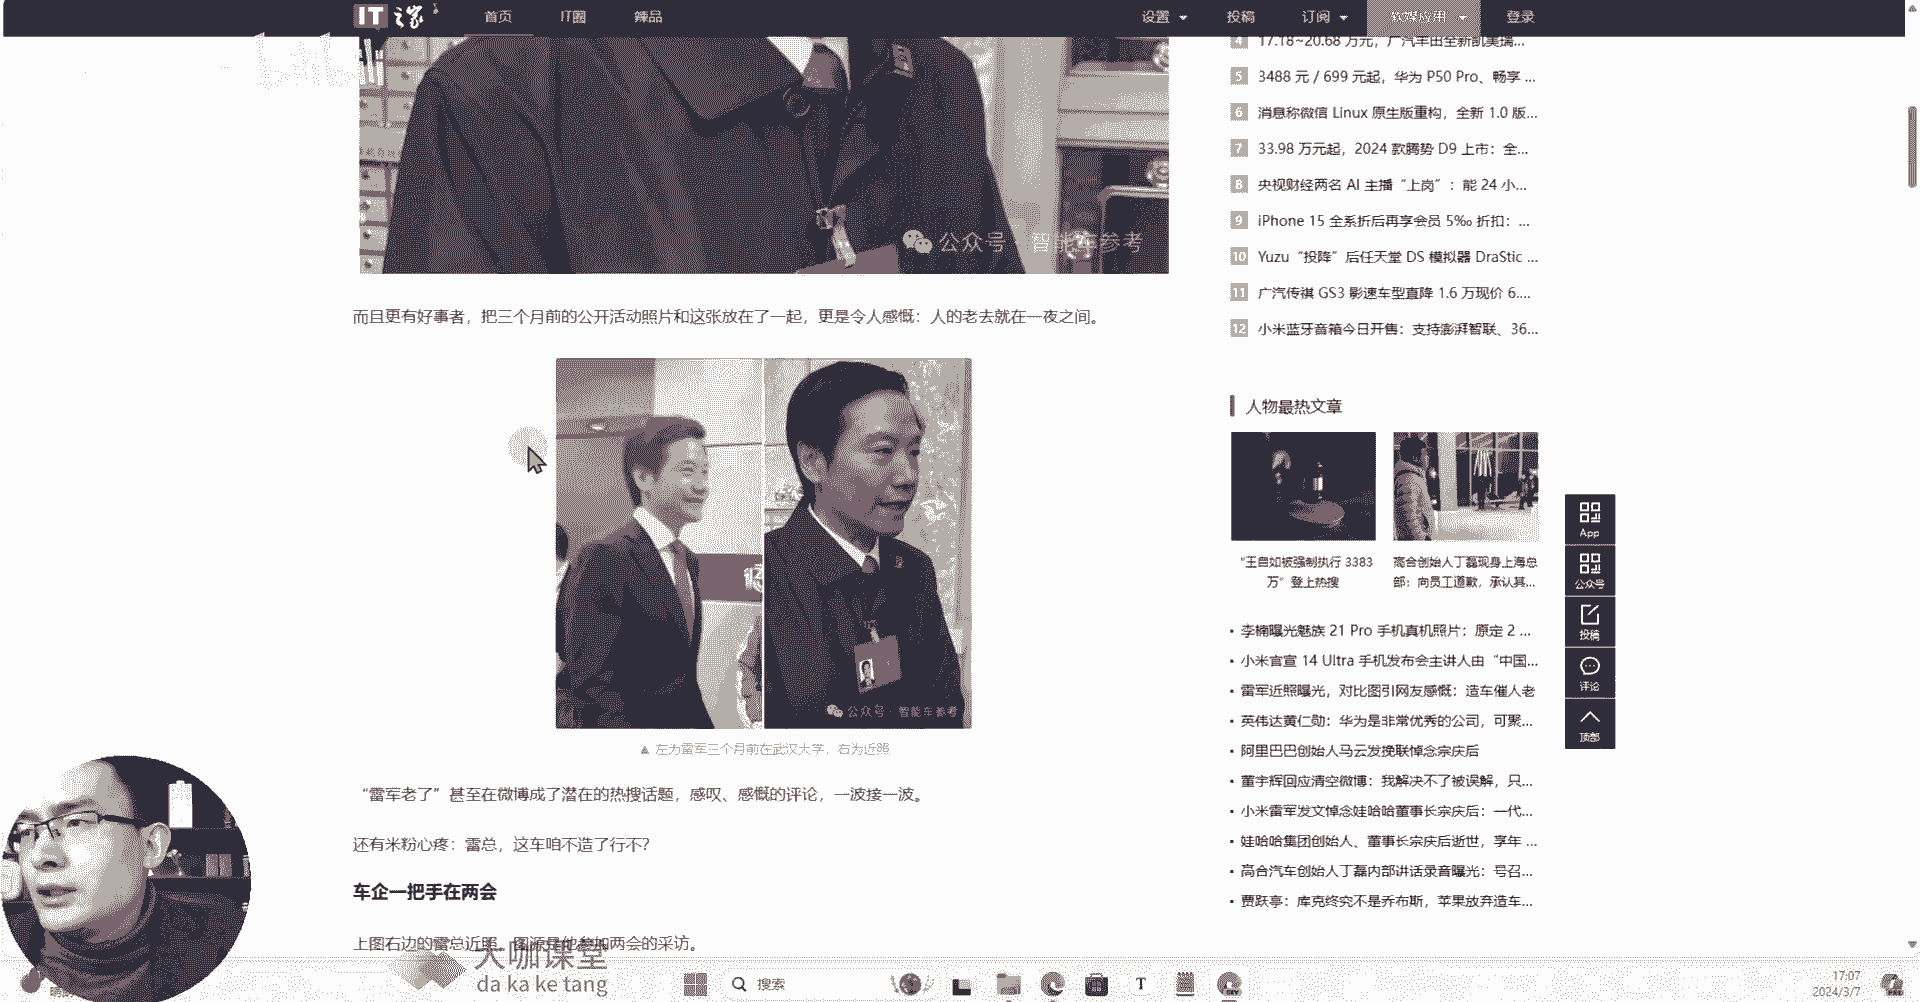 IT之家
首页 IT圈 辣品
设置 投稿 订阅 软媒应用 登录
公众号 · 智能车参考
而且更有好事者，把三个月前的公开活动照片和这张放在了一起，更是令人感慨：人的老去就在一夜之间。
公众号 · 智能车参考
▲ 左为雷军三个月前在武汉大学，右为近照
“雷军老了”甚至在微博成了潜在的热搜话题，感叹、感慨的评论，一波接一波。
还有米粉心疼：雷总，这车咱不造了行不？
车企一把手在两会
上图右边的雷总近照，图源是他参加两会的采访。
4 17.18~20.68 万元，广汽丰田全新凯美瑞...
5 3488 元 / 699 元起，华为 P50 Pro、畅享 ...
6 消息称微信 Linux 原生版重构，全新 1.0 版...
7 33.98 万元起，2024 款腾势 D9 上市：全...
8 央视财经两名 AI 主播“上岗”：能 24 小...
9 iPhone 15 全系折后再享会员 5‰ 折扣：...
10 Yuzu“投降”后任天堂 DS 模拟器 DraStic ...
11 广汽传祺 GS3 影速车型直降 1.6 万现价 6....
12 小米蓝牙音箱今日开售：支持澎湃智联、36...
人物最热文章
“王自如被强制执行 3383
万”登上热搜
高合创始人丁磊现身上海总
部：向员工道歉，承认其...
• 李楠曝光魅族 21 Pro 手机真机照片：原定 2 ...
• 小米官宣 14 Ultra 手机发布会主讲人由“中国...
• 雷军近照曝光，对比图引网友感慨：造车催人老
• 英伟达黄仁勋：华为是非常优秀的公司，可聚...
• 阿里巴巴创始人马云发挽联悼念宗庆后
• 董宇辉回应清空微博：我解决不了被误解，只...
• 小米雷军发文悼念娃哈哈董事长宗庆后：一代...
• 娃哈哈集团创始人、董事长宗庆后逝世，享年 ...
• 高合汽车创始人丁磊内部讲话录音曝光：号召...
• 贾跃亭：库克终究不是乔布斯，苹果放弃造车...
App
公众号
投稿
评论
顶部
大咖课堂
da ka ke tang
搜索
T
17:07
2024/3/7